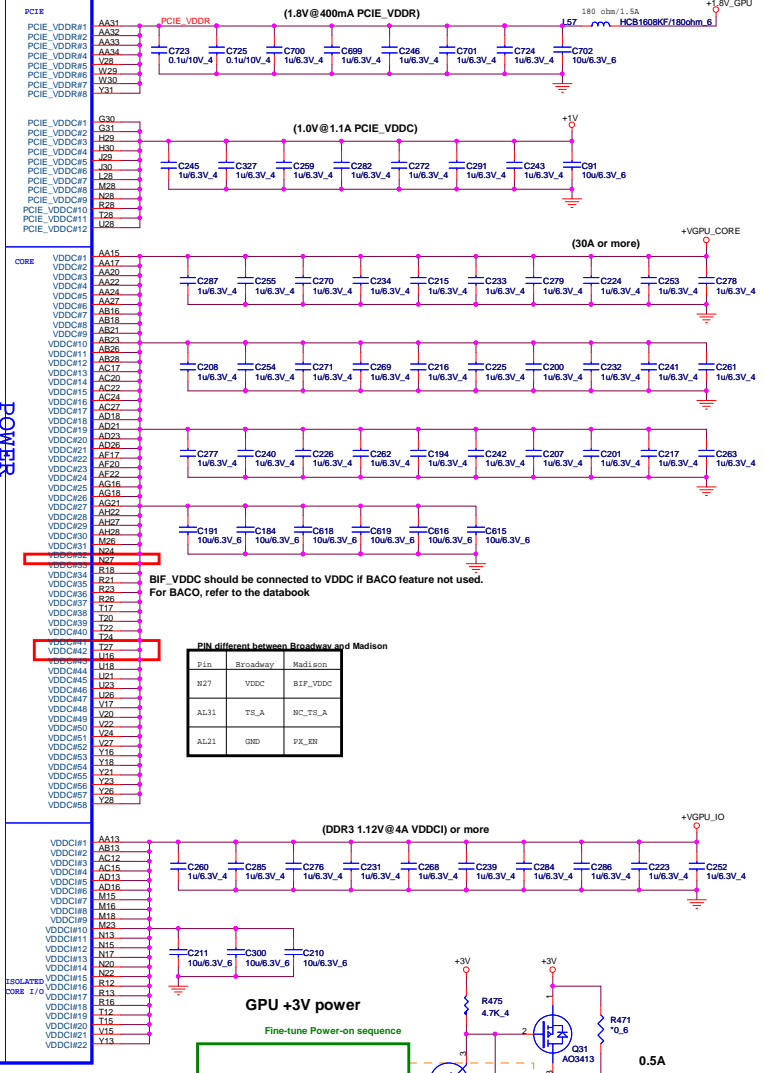 PCIE
PCIE_VDDR#1 AA31
PCIE_VDDR#2 AA32
PCIE_VDDR#3 AA33
PCIE_VDDR#4 AA34
PCIE_VDDR#5 V28
PCIE_VDDR#6 W29
PCIE_VDDR#7 W30
PCIE_VDDR#8 Y31
PCIE_VDDR
(1.8V@400mA PCIE_VDDR)
180 ohm/1.5A
+1.8V_GPU
L57 HCB1608KF/180ohm_6
C723 C725 C700 C699 C246 C701 C724 C702
0.1u/10V_4 0.1u/10V_4 1u/6.3V_4 1u/6.3V_4 1u/6.3V_4 1u/6.3V_4 1u/6.3V_4 10u/6.3V_6
PCIE_VDDC#1 G30
PCIE_VDDC#2 G31
PCIE_VDDC#3 H29
PCIE_VDDC#4 H30
PCIE_VDDC#5 J29
PCIE_VDDC#6 J30
PCIE_VDDC#7 L28
PCIE_VDDC#8 M28
PCIE_VDDC#9 N28
PCIE_VDDC#10 R28
PCIE_VDDC#11 T28
PCIE_VDDC#12 U28
(1.0V@1.1A PCIE_VDDC)
+1V
C245 C327 C259 C282 C272 C291 C243 C91
1u/6.3V_4 1u/6.3V_4 1u/6.3V_4 1u/6.3V_4 1u/6.3V_4 1u/6.3V_4 1u/6.3V_4 10u/6.3V_6
CORE
POWER
VDDC#1 AA15
VDDC#2 AA17
VDDC#3 AA20
VDDC#4 AA22
VDDC#5 AA24
VDDC#6 AA27
VDDC#7 AB16
VDDC#8 AB18
VDDC#9 AB21
VDDC#10 AB23
VDDC#11 AB26
VDDC#12 AB28
VDDC#13 AC17
VDDC#14 AC20
VDDC#15 AC22
VDDC#16 AC24
VDDC#17 AC27
VDDC#18 AD18
VDDC#19 AD21
VDDC#20 AD23
VDDC#21 AD26
VDDC#22 AF17
VDDC#23 AF20
VDDC#24 AF22
VDDC#25 AG16
VDDC#26 AG18
VDDC#27 AG21
VDDC#28 AH22
VDDC#29 AH27
VDDC#30 AH28
VDDC#31 M26
VDDC#32 N24
VDDC#33 N27
VDDC#34 R18
VDDC#35 R21
VDDC#36 R23
VDDC#37 R26
VDDC#38 T17
VDDC#39 T20
VDDC#40 T22
VDDC#41 T24
VDDC#42 T27
VDDC#43 U16
VDDC#44 U18
VDDC#45 U21
VDDC#46 U23
VDDC#47 U26
VDDC#48 V17
VDDC#49 V20
VDDC#50 V22
VDDC#51 V24
VDDC#52 V27
VDDC#53 Y16
VDDC#54 Y18
VDDC#55 Y21
VDDC#56 Y23
VDDC#57 Y26
VDDC#58 Y28
(30A or more)
+VGPU_CORE
C287 C255 C270 C234 C215 C233 C279 C224 C253 C278
1u/6.3V_4 1u/6.3V_4 1u/6.3V_4 1u/6.3V_4 1u/6.3V_4 1u/6.3V_4 1u/6.3V_4 1u/6.3V_4 1u/6.3V_4 1u/6.3V_4
C208 C254 C271 C269 C216 C225 C200 C232 C241 C261
1u/6.3V_4 1u/6.3V_4 1u/6.3V_4 1u/6.3V_4 1u/6.3V_4 1u/6.3V_4 1u/6.3V_4 1u/6.3V_4 1u/6.3V_4 1u/6.3V_4
C277 C240 C226 C262 C194 C242 C207 C201 C217 C263
1u/6.3V_4 1u/6.3V_4 1u/6.3V_4 1u/6.3V_4 1u/6.3V_4 1u/6.3V_4 1u/6.3V_4 1u/6.3V_4 1u/6.3V_4 1u/6.3V_4
C191 C184 C618 C619 C616 C615
10u/6.3V_6 10u/6.3V_6 10u/6.3V_6 10u/6.3V_6 10u/6.3V_6 10u/6.3V_6
BIF_VDDC should be connected to VDDC if BACO feature not used.
For BACO, refer to the databook
PIN different between Broadway and Madison
Pin Broadway Madison
N27 VDDC BIF_VDDC
AL31 TS_A NC_TS_A
AL21 GND PX_EN
ISOLATED
CORE I/O
VDDCI#1 AA13
VDDCI#2 AB13
VDDCI#3 AC12
VDDCI#4 AC15
VDDCI#5 AD13
VDDCI#6 AD16
VDDCI#7 M15
VDDCI#8 M16
VDDCI#9 M18
VDDCI#10 M23
VDDCI#11 N13
VDDCI#12 N15
VDDCI#13 N17
VDDCI#14 N20
VDDCI#15 N22
VDDCI#16 R12
VDDCI#17 R13
VDDCI#18 R16
VDDCI#19 T12
VDDCI#20 T15
VDDCI#21 V15
VDDCI#22 Y13
(DDR3 1.12V@4A VDDCI) or more
+VGPU_IO
C260 C285 C276 C231 C268 C239 C284 C286 C223 C252
1u/6.3V_4 1u/6.3V_4 1u/6.3V_4 1u/6.3V_4 1u/6.3V_4 1u/6.3V_4 1u/6.3V_4 1u/6.3V_4 1u/6.3V_4 1u/6.3V_4
C211 C300 C210
10u/6.3V_6 10u/6.3V_6 10u/6.3V_6
GPU +3V power
Fine-tune Power-on sequence
+3V +3V
R475
4.7K_4
1
2
3
Q31
AO3413
R471
*0_6
0.5A